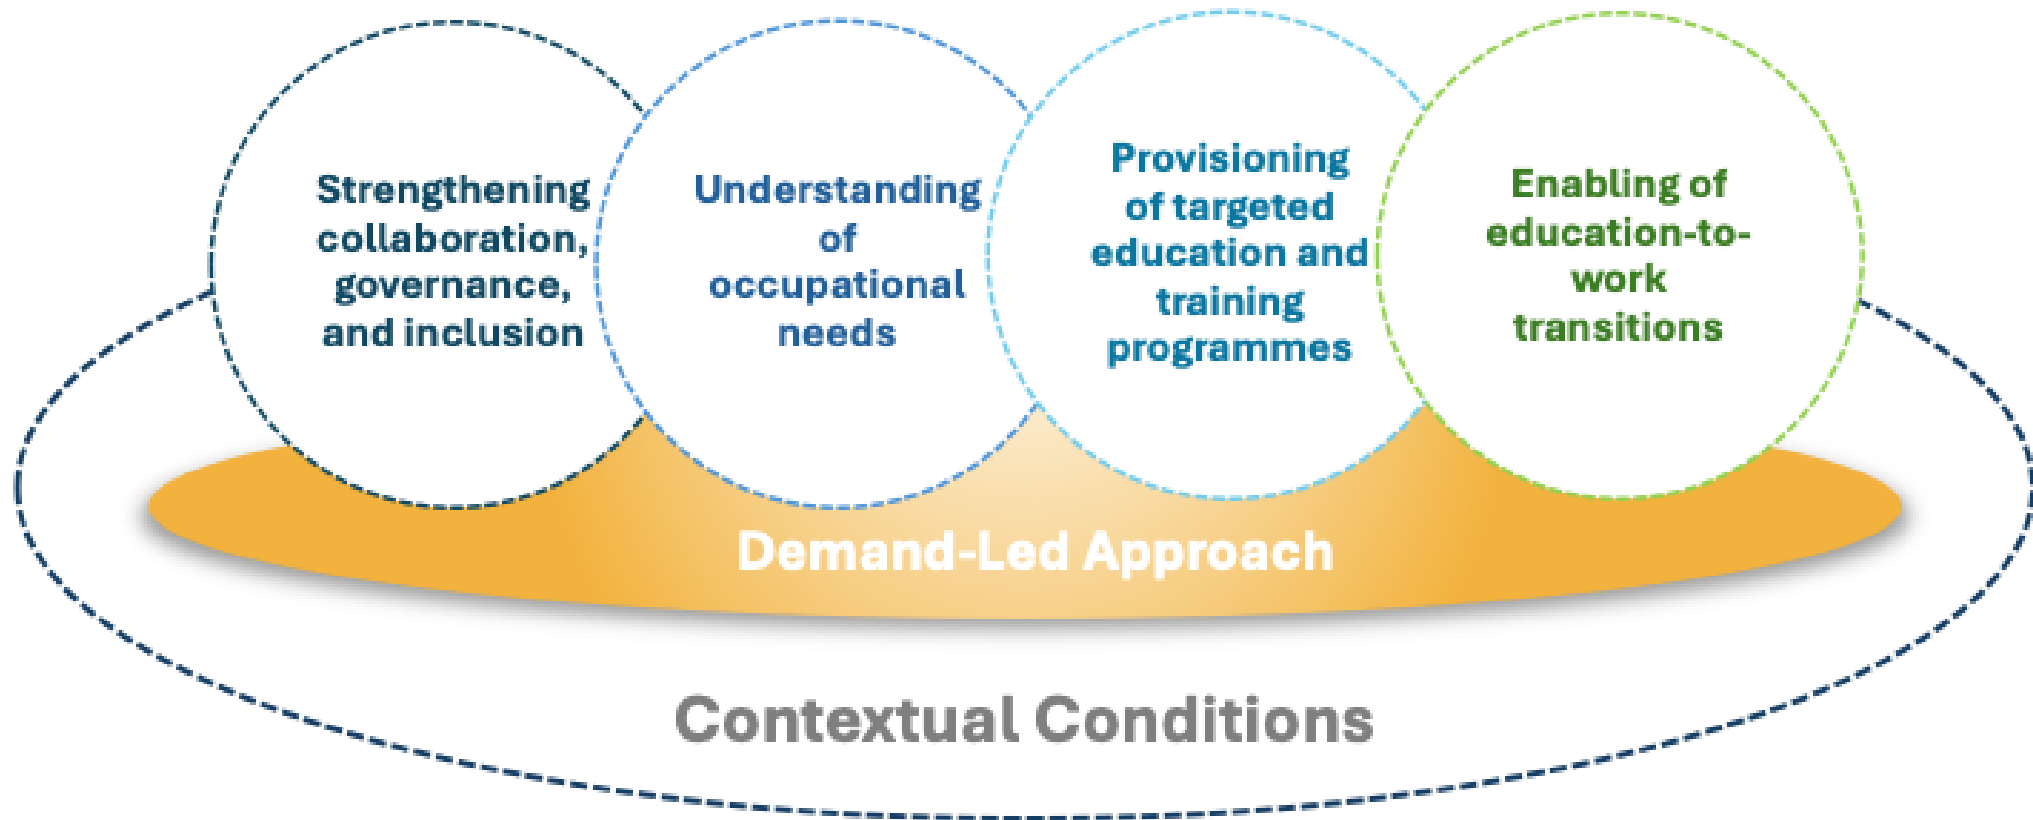 Strengthening
collaboration,
governance,
and inclusion
Understanding
of
occupational
needs
Provisioning
of targeted
education and
training
programmes
Enabling of
education-to-
work
transitions
Demand-Led Approach
Contextual Conditions